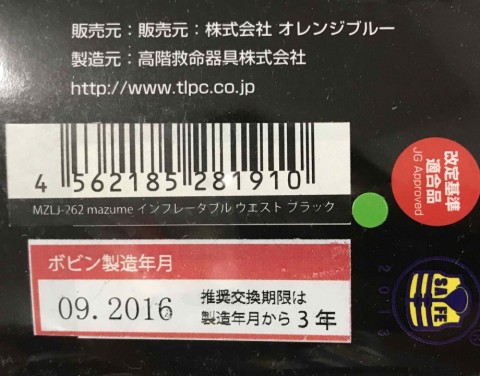 販売元：販売元：株式会社 オレンジブルー
製造元：高階救命器具株式会社
http://www.tlpc.co.jp
4 562185 281910
MZLJ-262 mazume インフレータブル ウエスト ブラック
改定基準
適合品
JG Approved
ボビン製造年月
09.2016
推奨交換期限は
製造年月から 3 年
2013
SAFE